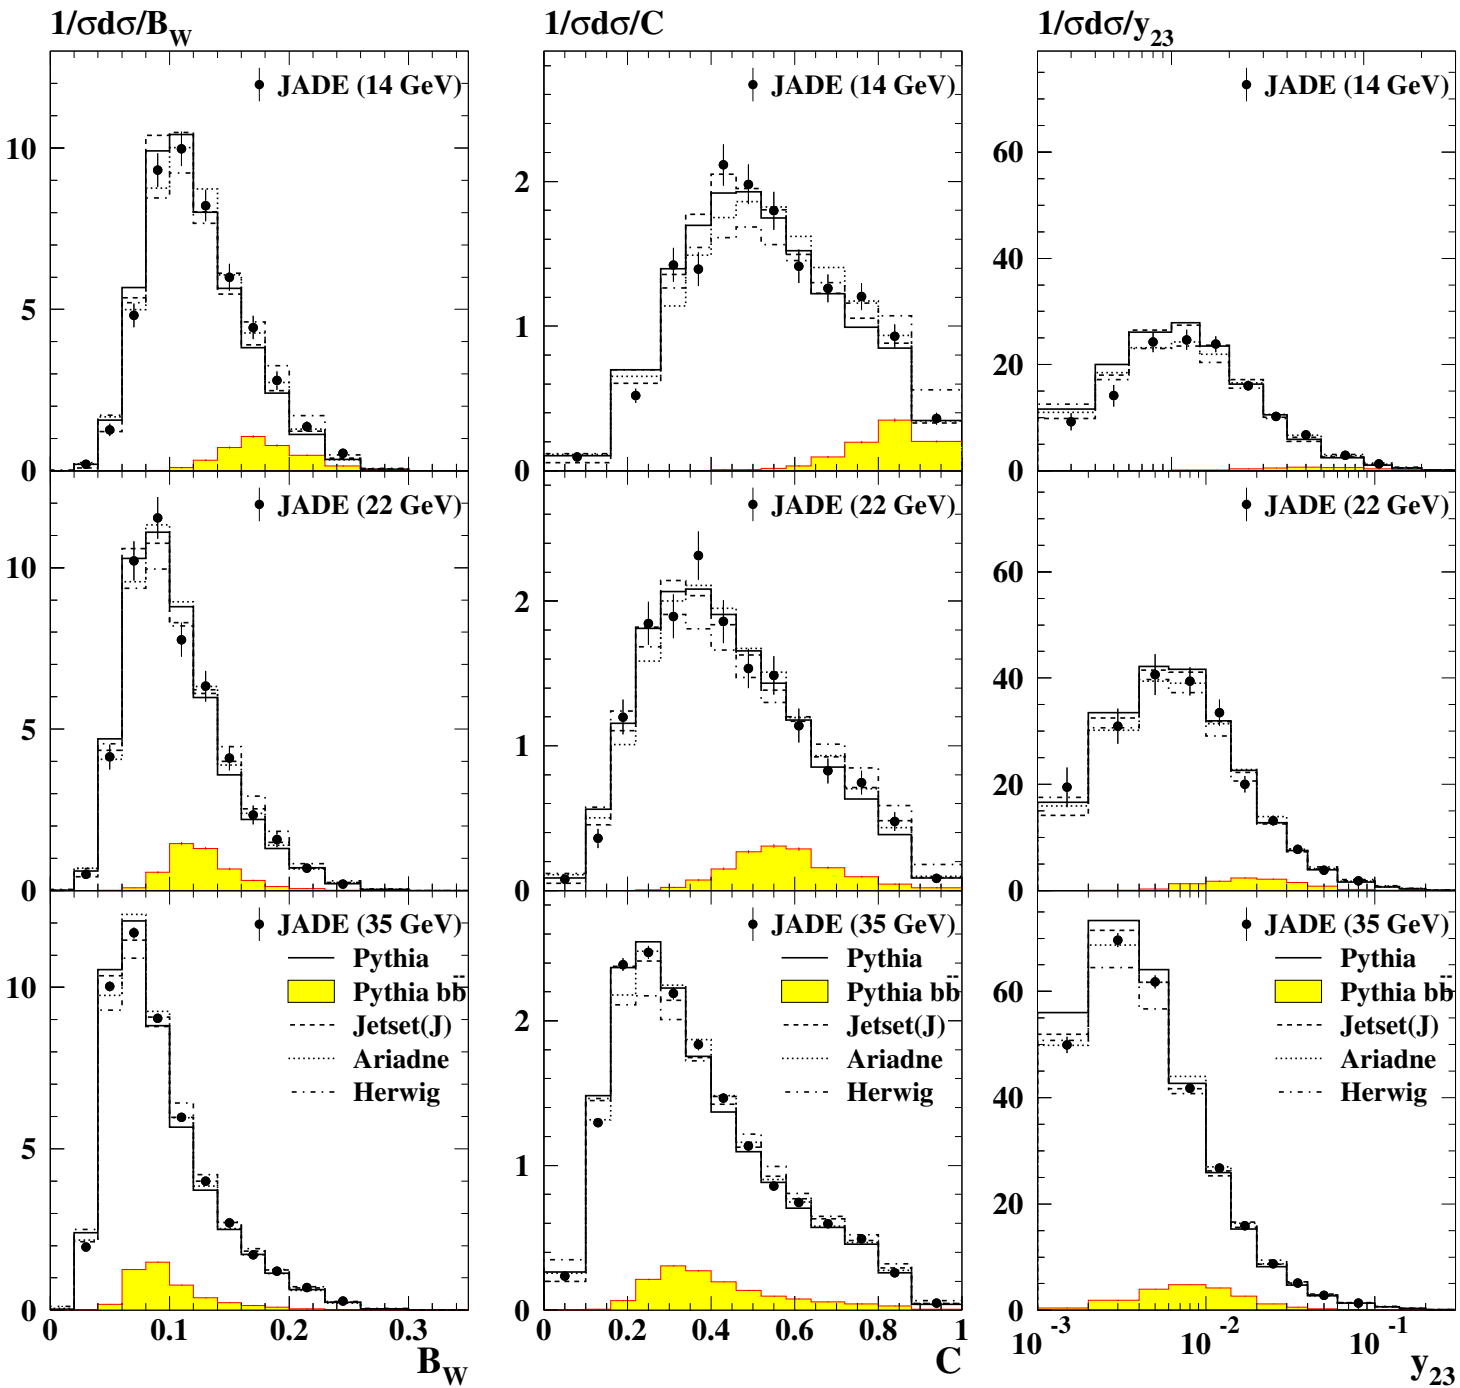 1/σdσ/B_W 1/σdσ/C 1/σdσ/y_23
JADE (14 GeV) JADE (14 GeV) JADE (14 GeV)
10 2 60
5 1 40
20
0 0 0
JADE (22 GeV) JADE (22 GeV) JADE (22 GeV)
10 2 60
5 1 40
20
0 0 0
JADE (35 GeV) JADE (35 GeV) JADE (35 GeV)
Pythia Pythia Pythia
10 Pythia bb̄ 2 Pythia bb̄ 60 Pythia bb̄
Jetset(J) Jetset(J) Jetset(J)
Ariadne Ariadne Ariadne
Herwig Herwig Herwig
5 1 40
20
0 0 0
0 0.1 0.2 0.3 0 0.2 0.4 0.6 0.8 1 10^-3 10^-2 10^-1
B_W C y_23